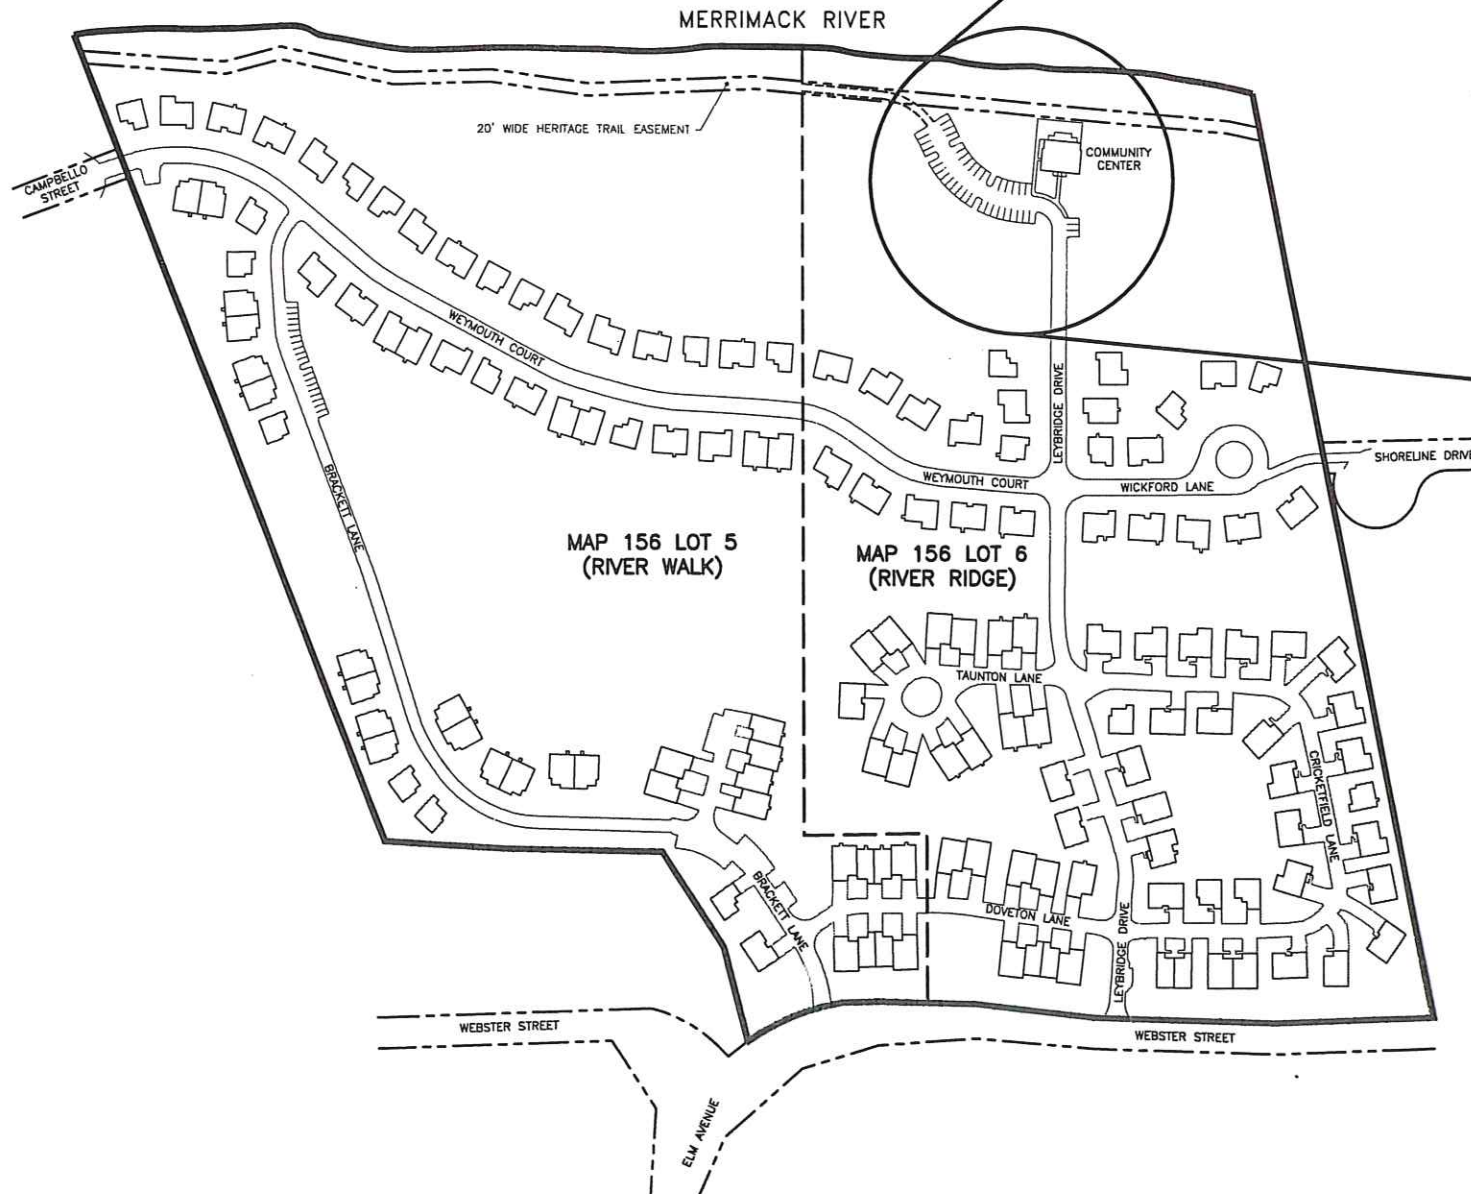 MERRIMACK RIVER
20' WIDE HERITAGE TRAIL EASEMENT
COMMUNITY
CENTER
CAMPBELLO
STREET
WEYMOUTH COURT
LEYBRIDGE DRIVE
SHORELINE DRIVE
WEYMOUTH COURT
WICKFORD LANE
BRACKETT LANE
MAP 156 LOT 5
(RIVER WALK)
MAP 156 LOT 6
(RIVER RIDGE)
TAUNTON LANE
CRICKETFIELD LANE
BRACKETT LANE
DOVETON LANE
LEYBRIDGE DRIVE
WEBSTER STREET
WEBSTER STREET
ELM AVENUE